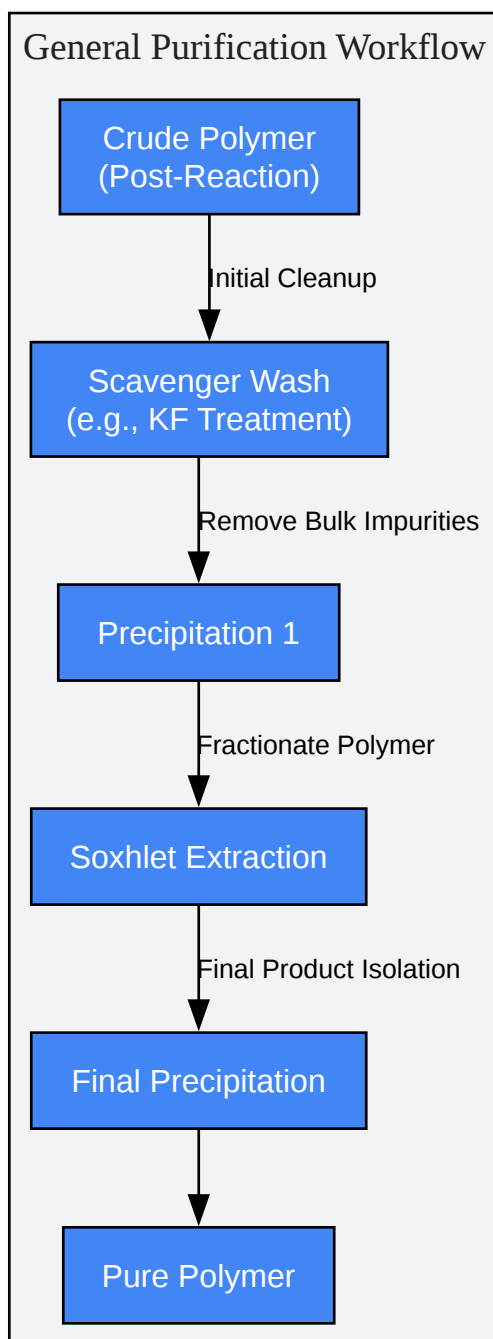 General Purification Workflow
Crude Polymer
(Post-Reaction)
Initial Cleanup
Scavenger Wash
(e.g., KF Treatment)
Remove Bulk Impurities
Precipitation 1
Fractionate Polymer
Soxhlet Extraction
Final Product Isolation
Final Precipitation
Pure Polymer